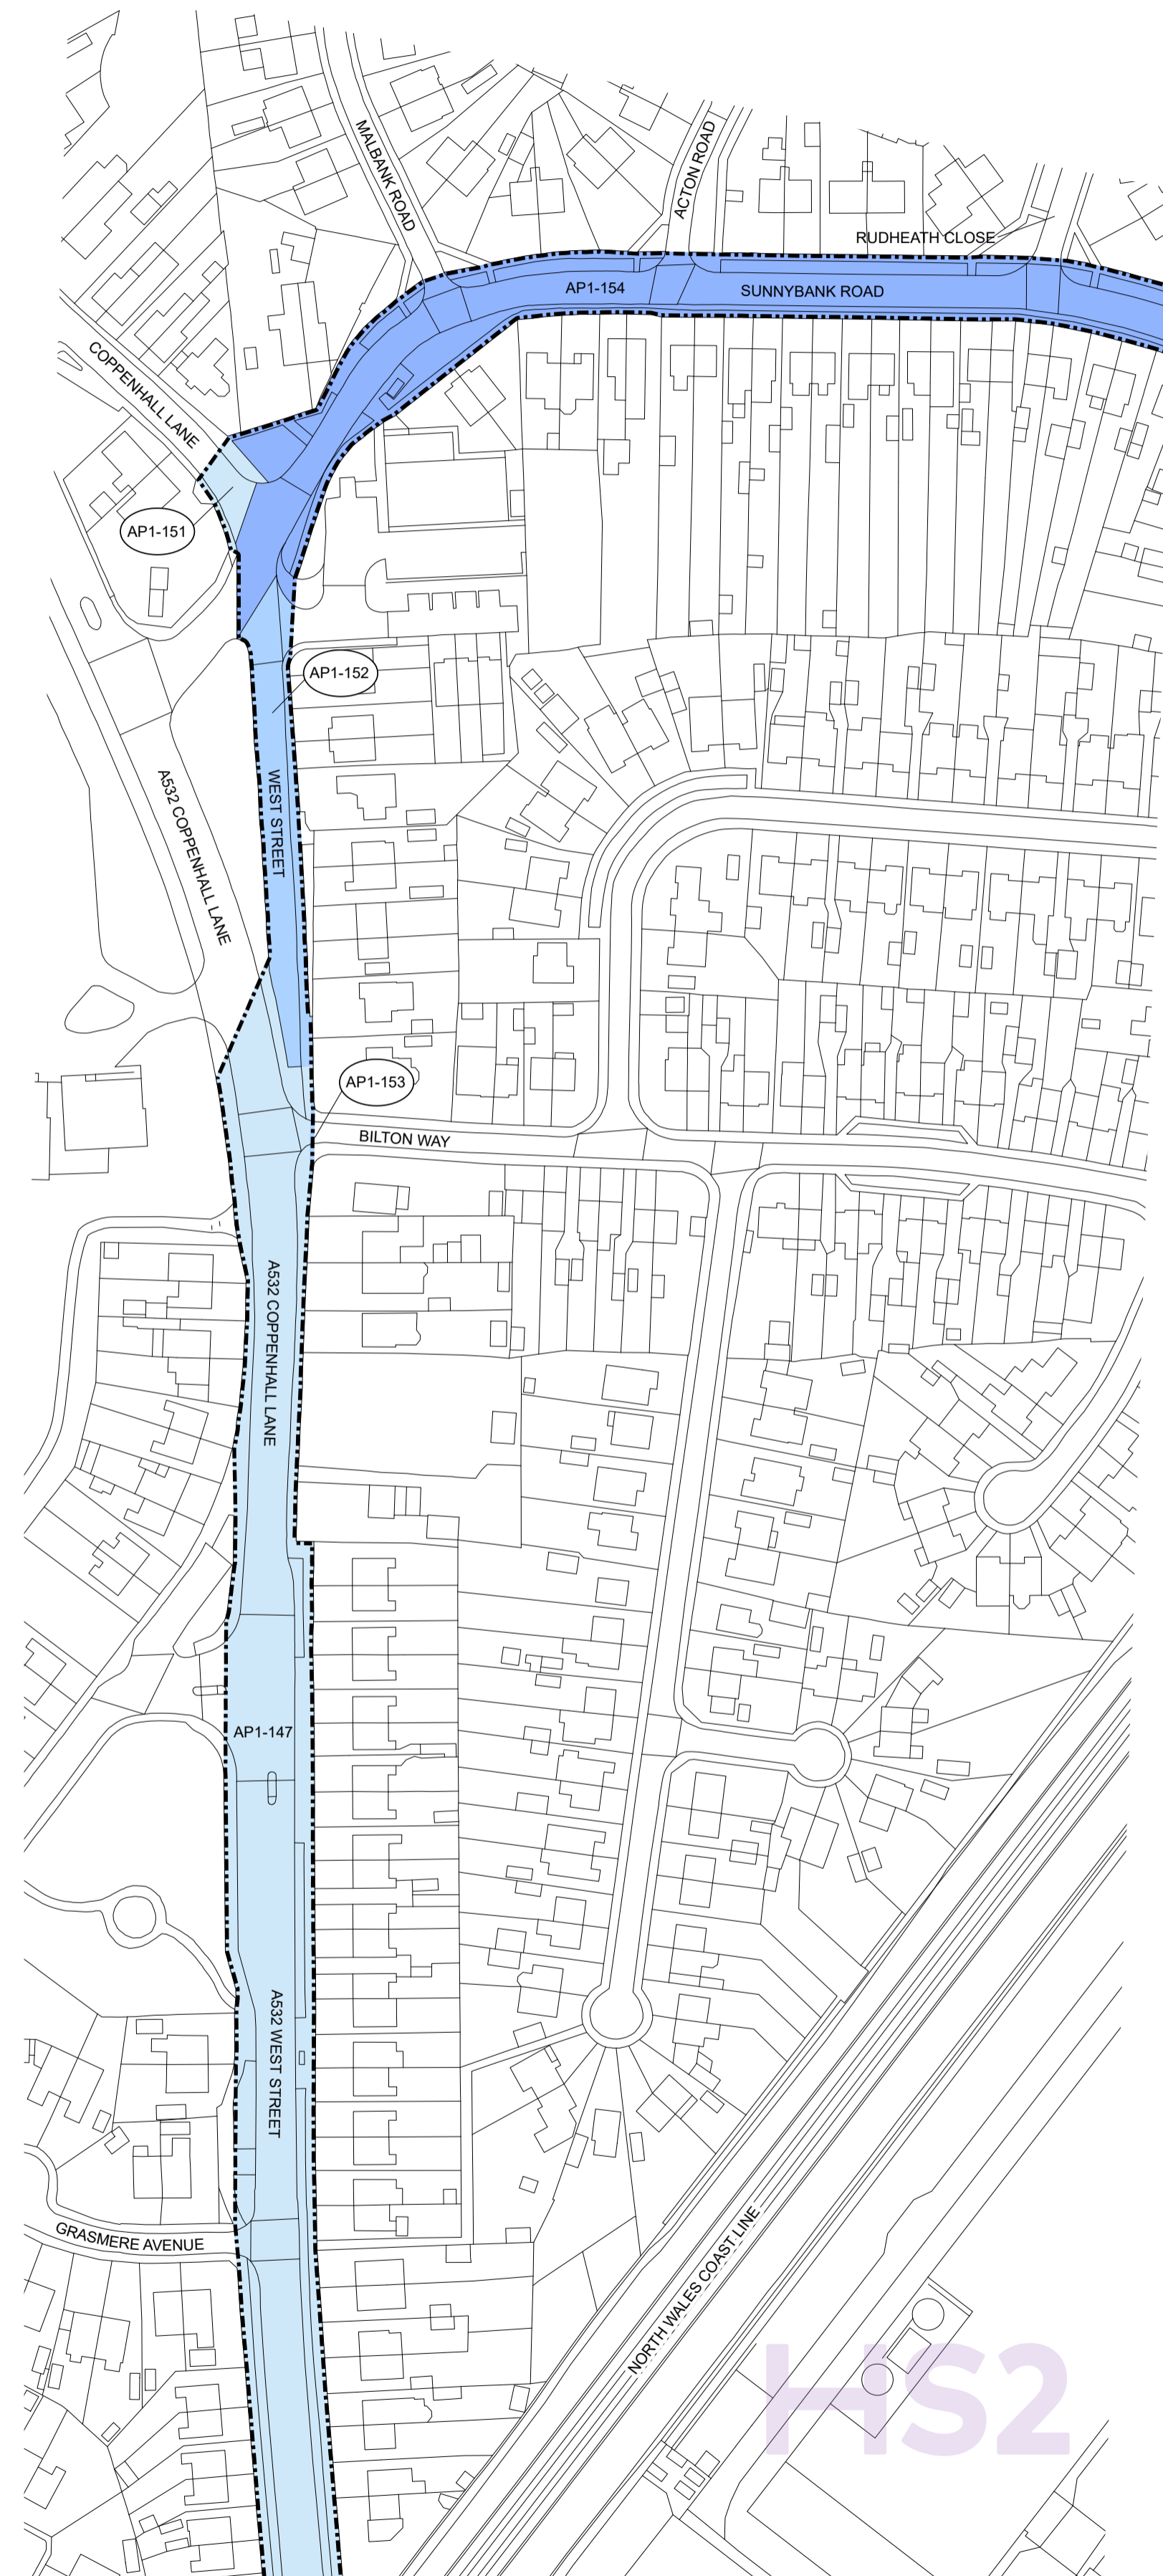 MALBANK ROAD
ACTON ROAD
RUDHEATH CLOSE
AP1-154
SUNNYBANK ROAD
COPPENHALL LANE
AP1-151
AP1-152
WEST STREET
A532 COPPENHALL LANE
AP1-153
BILTON WAY
A532 COPPENHALL LANE
AP1-147
A532 WEST STREET
GRASMERE AVENUE
NORTH WALES COAST LINE
HS2